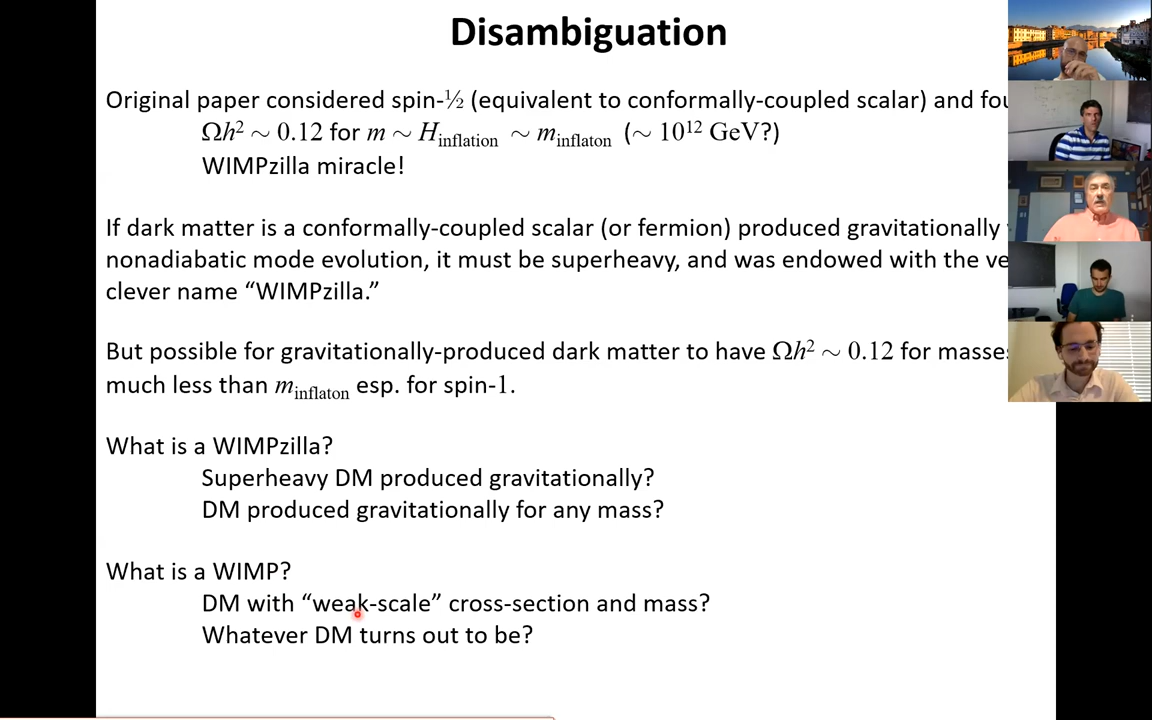 Disambiguation
Original paper considered spin-½ (equivalent to conformally-coupled scalar) and
Ωh² ∼ 0.12 for m ∼ H_inflation ∼ m_inflaton (∼ 10¹² GeV?)
WIMPzilla miracle!
If dark matter is a conformally-coupled scalar (or fermion) produced gravitationally
nonadiabatic mode evolution, it must be superheavy, and was endowed with the
clever name “WIMPzilla.”
But possible for gravitationally-produced dark matter to have Ωh² ∼ 0.12 for
much less than m_inflaton esp. for spin-1.
What is a WIMPzilla?
Superheavy DM produced gravitationally?
DM produced gravitationally for any mass?
What is a WIMP?
DM with “weak-scale” cross-section and mass?
Whatever DM turns out to be?